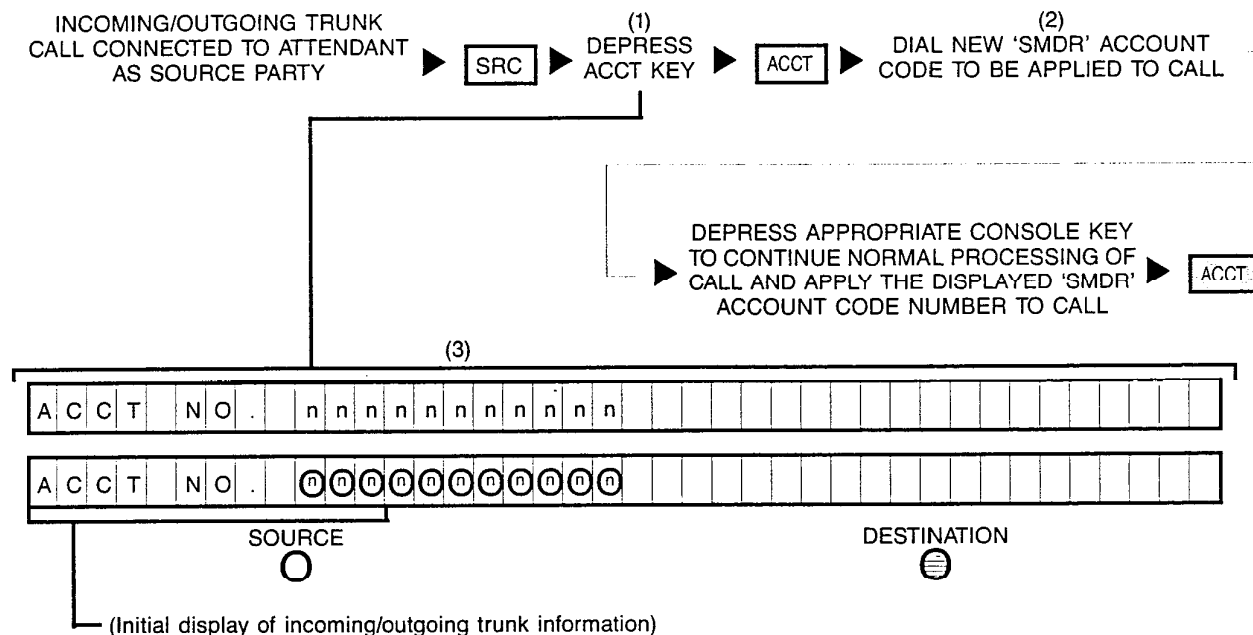 INCOMING/OUTGOING TRUNK
CALL CONNECTED TO ATTENDANT
AS SOURCE PARTY
SRC
(1)
DEPRESS
ACCT KEY
ACCT
(2)
DIAL NEW 'SMDR' ACCOUNT
CODE TO BE APPLIED TO CALL
DEPRESS APPROPRIATE CONSOLE KEY
TO CONTINUE NORMAL PROCESSING OF
CALL AND APPLY THE DISPLAYED 'SMDR'
ACCOUNT CODE NUMBER TO CALL
ACCT
(3)
ACCT NO. n n n n n n n n n n n
ACCT NO. n n n n n n n n n n n
SOURCE
DESTINATION
(Initial display of incoming/outgoing trunk information)